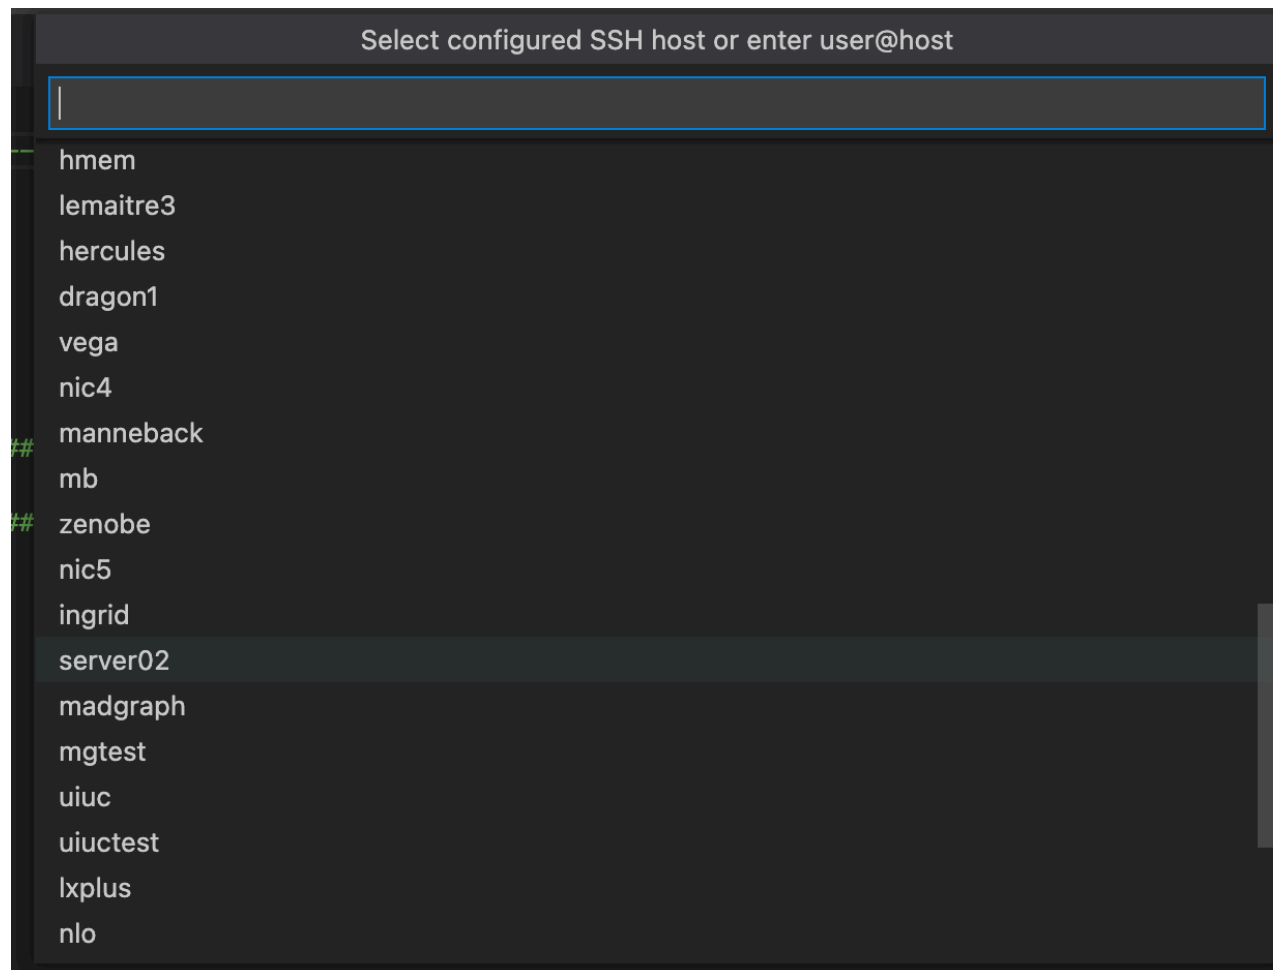 Select configured SSH host or enter user@host
--
hmem
lemaitre3
hercules
dragon1
vega
nic4
manneback
##
mb
##
zenobe
nic5
ingrid
server02
madgraph
mgtest
uiuc
uiuctest
lxplus
nlo